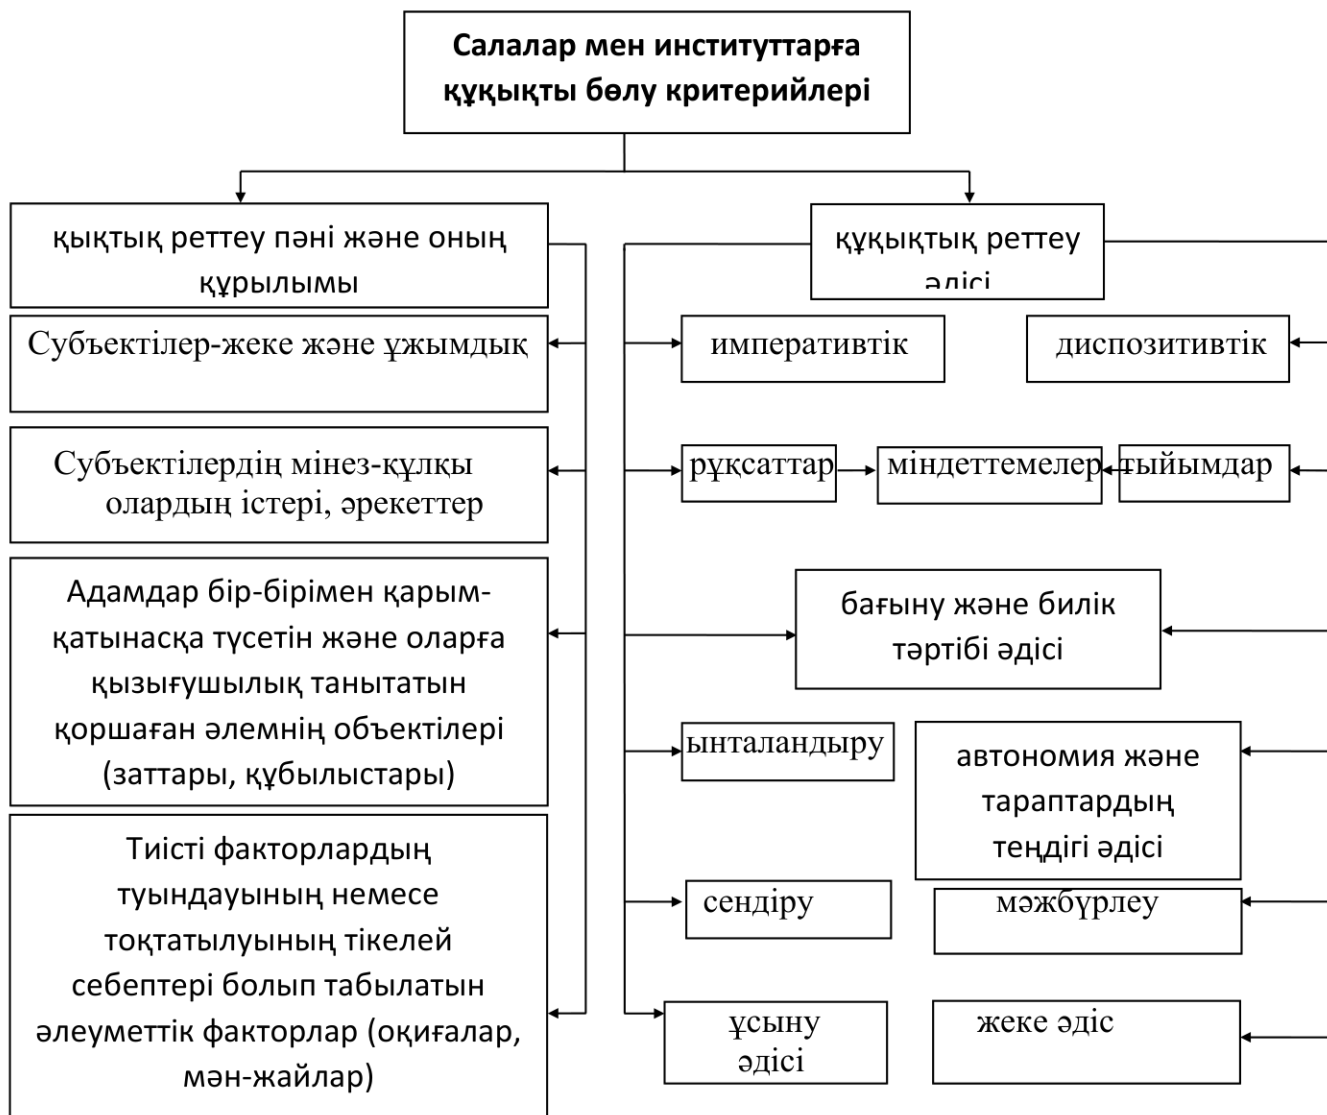 Салалар мен институттарға
құқықты бөлу критерийлері
қықтық реттеу пәні және оның
құрылымы
құқықтық реттеу
әдісі
Субъектілер-жеке және ұжымдық
императивтік
диспозитивтік
Субъектілердің мінез-құлқы
олардың істері, әрекеттер
рұқсаттар
міндеттемелер
тыйымдар
Адамдар бір-бірімен қарым-
қатынасқа түсетін және оларға
қызығушылық танытатын
қоршаған әлемнің объектілері
(заттары, құбылыстары)
бағыну және билік
тәртібі әдісі
ынталандыру
автономия және
тараптардың
теңдігі әдісі
Тиісті факторлардың
туындауының немесе
тоқтатылуының тікелей
себептері болып табылатын
әлеуметтік факторлар (оқиғалар,
мән-жайлар)
сендіру
мәжбүрлеу
ұсыну
әдісі
жеке әдіс